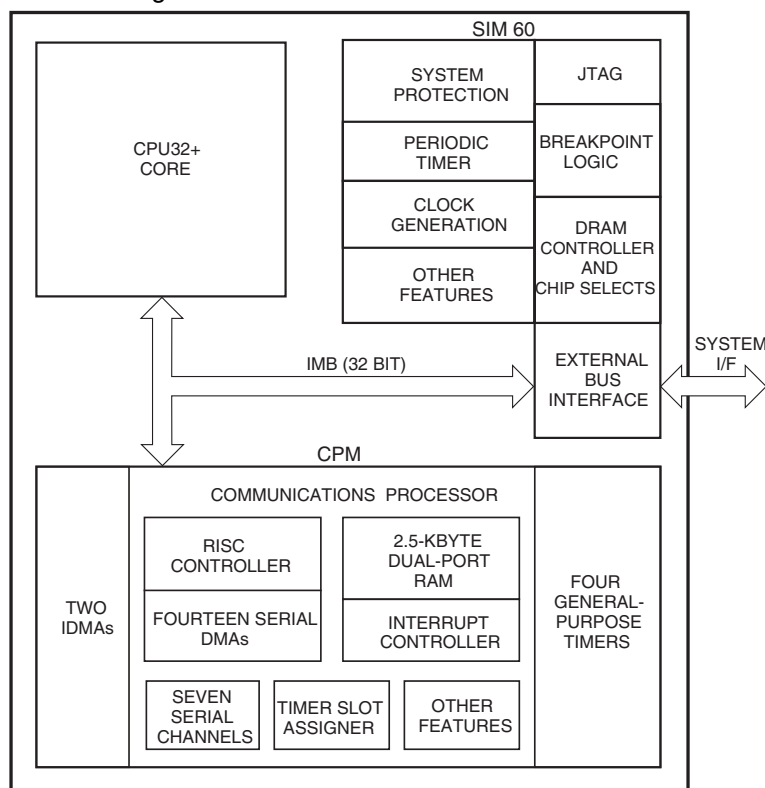 SIM 60
CPU32+
CORE
SYSTEM
PROTECTION
PERIODIC
TIMER
CLOCK
GENERATION
OTHER
FEATURES
JTAG
BREAKPOINT
LOGIC
DRAM
CONTROLLER
AND
CHIP SELECTS
IMB (32 BIT)
EXTERNAL
BUS
INTERFACE
SYSTEM
I/F
CPM
TWO
IDMAs
COMMUNICATIONS PROCESSOR
RISC
CONTROLLER
FOURTEEN SERIAL
DMAs
2.5-KBYTE
DUAL-PORT
RAM
INTERRUPT
CONTROLLER
SEVEN
SERIAL
CHANNELS
TIMER SLOT
ASSIGNER
OTHER
FEATURES
FOUR
GENERAL-
PURPOSE
TIMERS